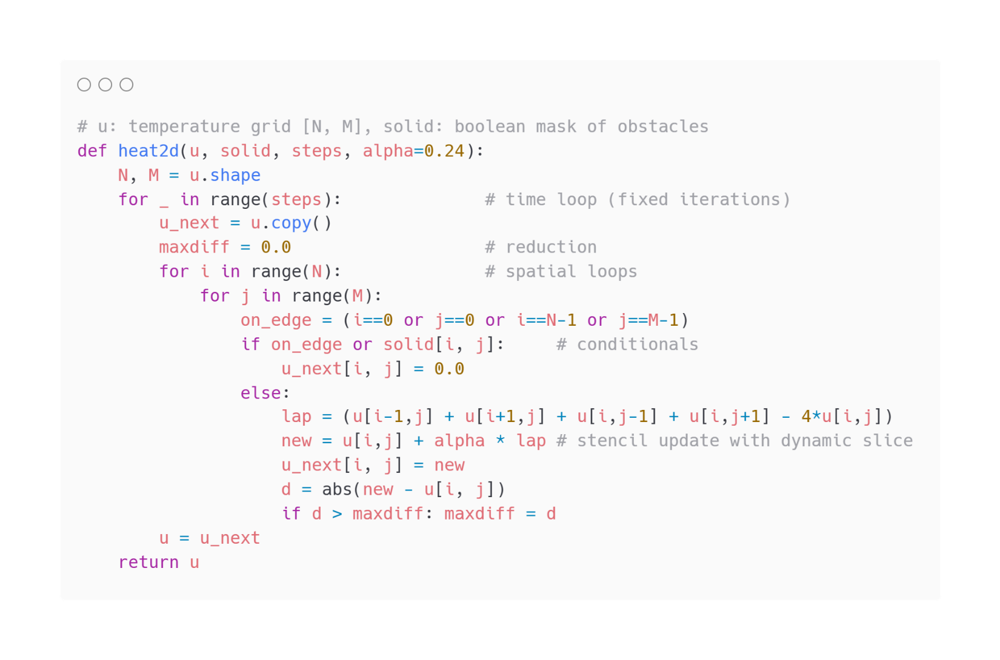 # u: temperature grid [N, M], solid: boolean mask of obstacles
def heat2d(u, solid, steps, alpha=0.24):
    N, M = u.shape
    for _ in range(steps):              # time loop (fixed iterations)
        u_next = u.copy()
        maxdiff = 0.0                   # reduction
        for i in range(N):              # spatial loops
            for j in range(M):
                on_edge = (i==0 or j==0 or i==N-1 or j==M-1)
                if on_edge or solid[i, j]:     # conditionals
                    u_next[i, j] = 0.0
                else:
                    lap = (u[i-1,j] + u[i+1,j] + u[i,j-1] + u[i,j+1] - 4*u[i,j])
                    new = u[i,j] + alpha * lap # stencil update with dynamic slice
                    u_next[i, j] = new
                    d = abs(new - u[i, j])
                    if d > maxdiff: maxdiff = d
        u = u_next
    return u